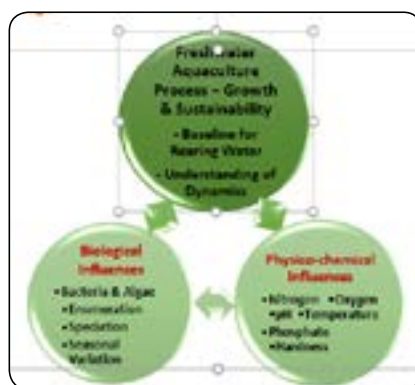 Freshwater
Aquaculture
Process – Growth
& Sustainability
- Baseline for
Rearing Water
- Understanding of
Dynamics
Biological
Influences
•Bacteria & Algae
•Enumeration
•Speciation
•Seasonal
Variation
Physico-chemical
Influences
•Nitrogen •Oxygen
•pH •Temperature
•Phosphate
•Hardness